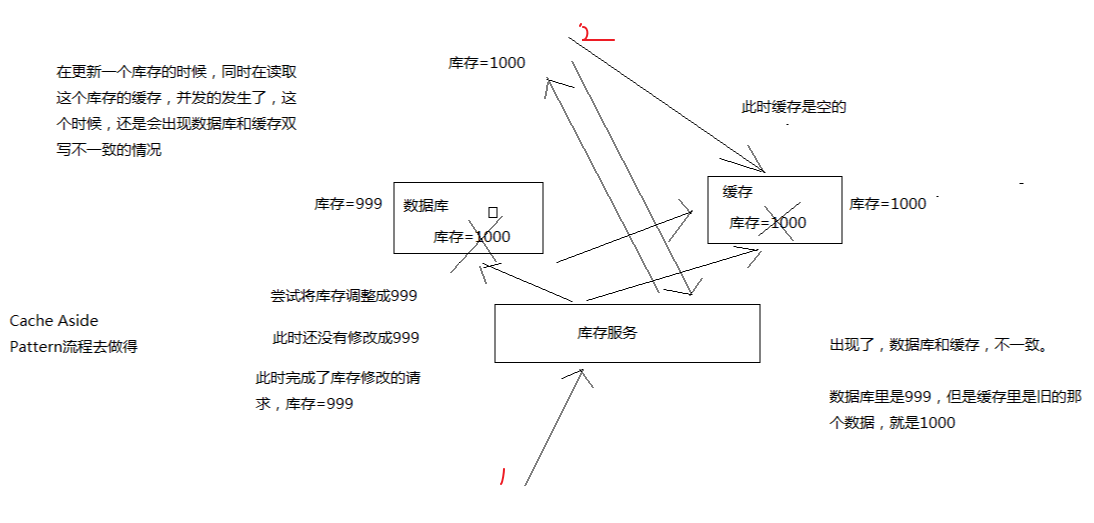 2
库存=1000
在更新一个库存的时候，同时在读取
这个库存的缓存，并发的发生了，这
个时候，还是会出现数据库和缓存双
写不一致的情况
此时缓存是空的
库存=999
数据库
库存=1000
缓存
库存=1000
库存=1000
尝试将库存调整成999
Cache Aside
Pattern流程去做得
此时还没有修改成999
库存服务
此时完成了库存修改的请
求，库存=999
出现了，数据库和缓存，不一致。
数据库里是999，但是缓存里是旧的那
个数据，就是1000
1